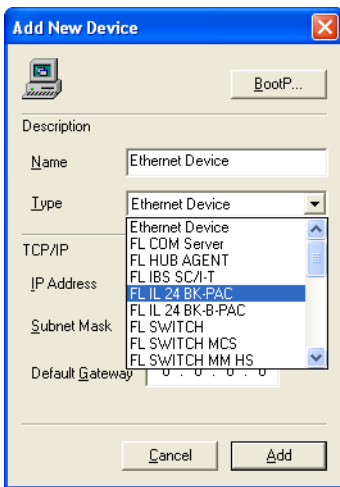 Add New Device
BootP...
Description
Name Ethernet Device
Type Ethernet Device
Ethernet Device
FL COM Server
TCP/IP
FL HUB AGENT
FL IBS SC/I-T
IP Address
FL IL 24 BK-PAC
FL IL 24 BK-B-PAC
Subnet Mask
FL SWITCH
FL SWITCH MCS
FL SWITCH MM HS
Default Gateway 0 . 0 . 0 . 0
Cancel Add